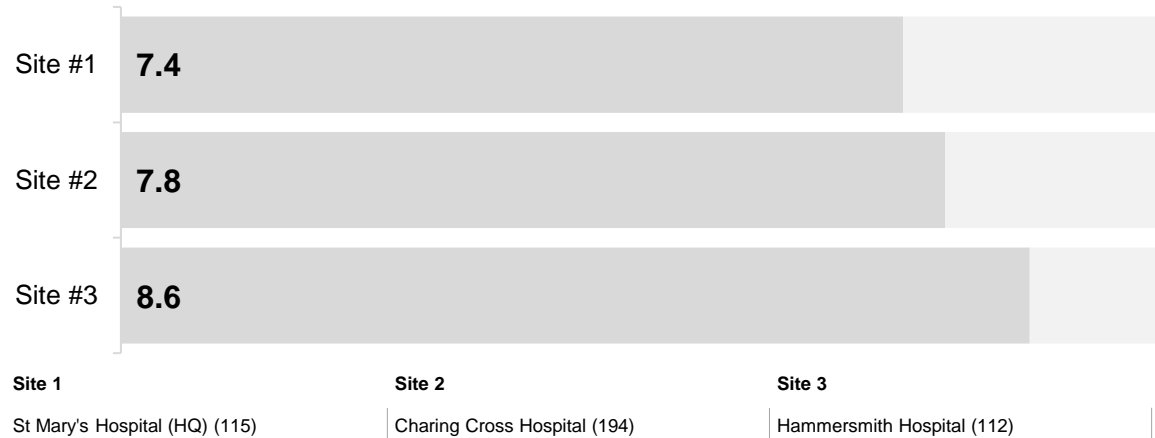 Site #1 7.4
Site #2 7.8
Site #3 8.6
Site 1 Site 2 Site 3
St Mary's Hospital (HQ) (115) Charing Cross Hospital (194) Hammersmith Hospital (112)